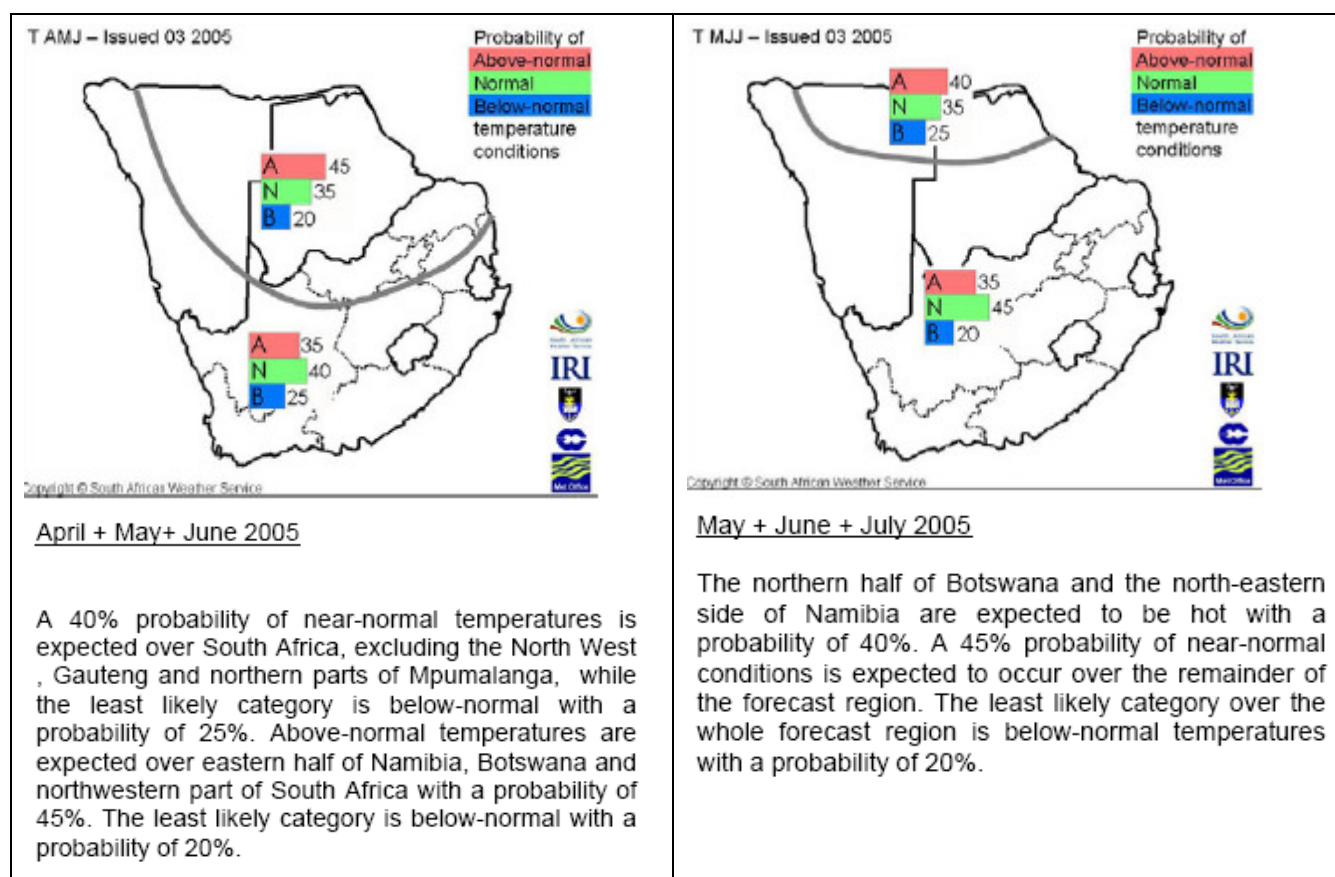 T AMJ – Issued 03 2005
Probability of
Above-normal
Normal
Below-normal
temperature
conditions
A 45
N 35
B 20
A 35
N 40
B 25
IRI
Met Office
Copyright © South African Weather Service
April + May+ June 2005
A 40% probability of near-normal temperatures is
expected over South Africa, excluding the North West
, Gauteng and northern parts of Mpumalanga, while
the least likely category is below-normal with a
probability of 25%. Above-normal temperatures are
expected over eastern half of Namibia, Botswana and
northwestern part of South Africa with a probability of
45%. The least likely category is below-normal with a
probability of 20%.
T MJJ – Issued 03 2005
Probability of
Above-normal
Normal
Below-normal
temperature
conditions
A 40
N 35
B 25
A 35
N 45
B 20
IRI
Met Office
Copyright © South African Weather Service
May + June + July 2005
The northern half of Botswana and the north-eastern
side of Namibia are expected to be hot with a
probability of 40%. A 45% probability of near-normal
conditions is expected to occur over the remainder of
the forecast region. The least likely category over the
whole forecast region is below-normal temperatures
with a probability of 20%.